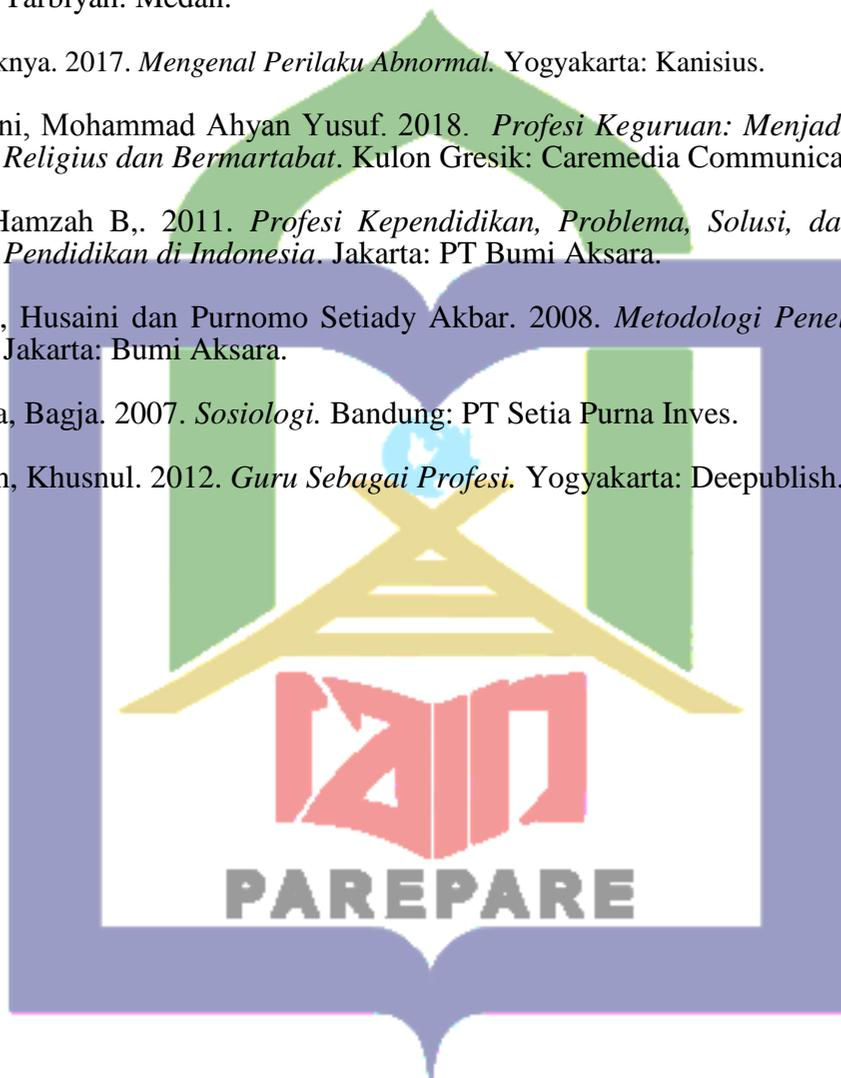 Tarbiyah. Medan.
knya. 2017. Mengenal Perilaku Abnormal. Yogyakarta: Kanisius.
ni, Mohammad Ahyan Yusuf. 2018. Profesi Keguruan: Menjad
Religius dan Bermartabat. Kulon Gresik: Caremedia Communica
Hamzah B,. 2011. Profesi Kependidikan, Problema, Solusi, da
Pendidikan di Indonesia. Jakarta: PT Bumi Aksara.
, Husaini dan Purnomo Setiady Akbar. 2008. Metodologi Pene
Jakarta: Bumi Aksara.
a, Bagja. 2007. Sosiologi. Bandung: PT Setia Purna Inves.
n, Khusnul. 2012. Guru Sebagai Profesi. Yogyakarta: Deepublish.
iain
PAREPARE